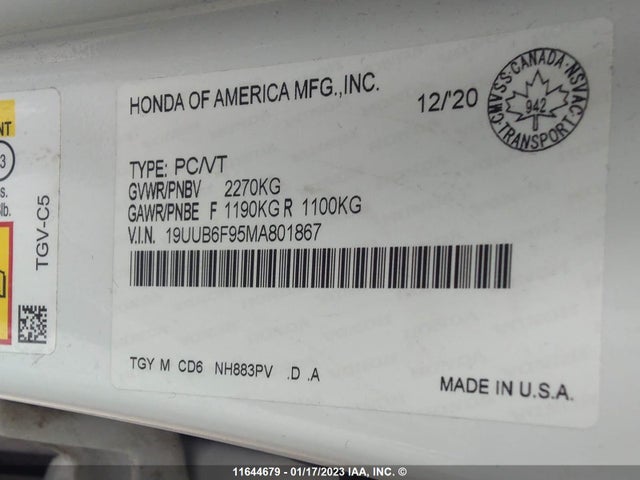 HONDA OF AMERICA MFG.,INC.
12/'20
CMVSS·CANADA·NSVAC
942
TRANSPORT
TYPE: PC/VT
GVWR/PNBV 2270KG
GAWR/PNBE F 1190KG R 1100KG
V.I.N. 19UUB6F95MA801867
TGY M CD6 NH883PV .D .A
MADE IN U.S.A.
TGV-C5
11644679 - 01/17/2023 IAA, INC. ©